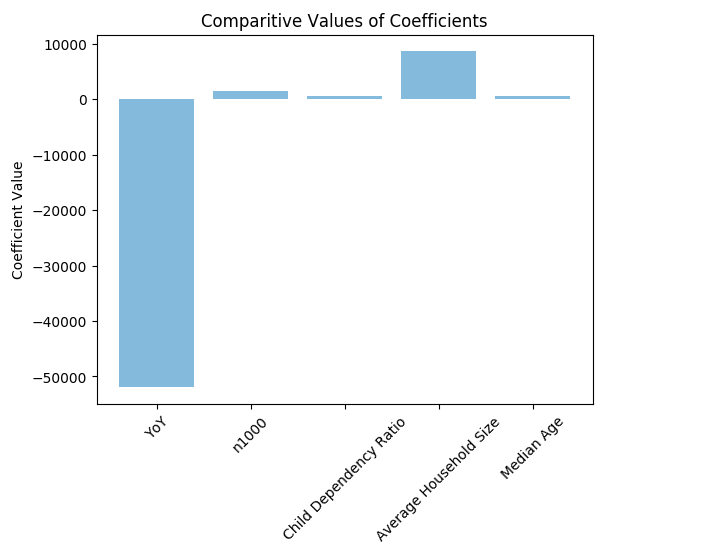 Comparitive Values of Coefficients
10000
0
−10000
−20000
−30000
−40000
−50000
Coefficient Value
YoY
n1000
Child Dependency Ratio
Average Household Size
Median Age